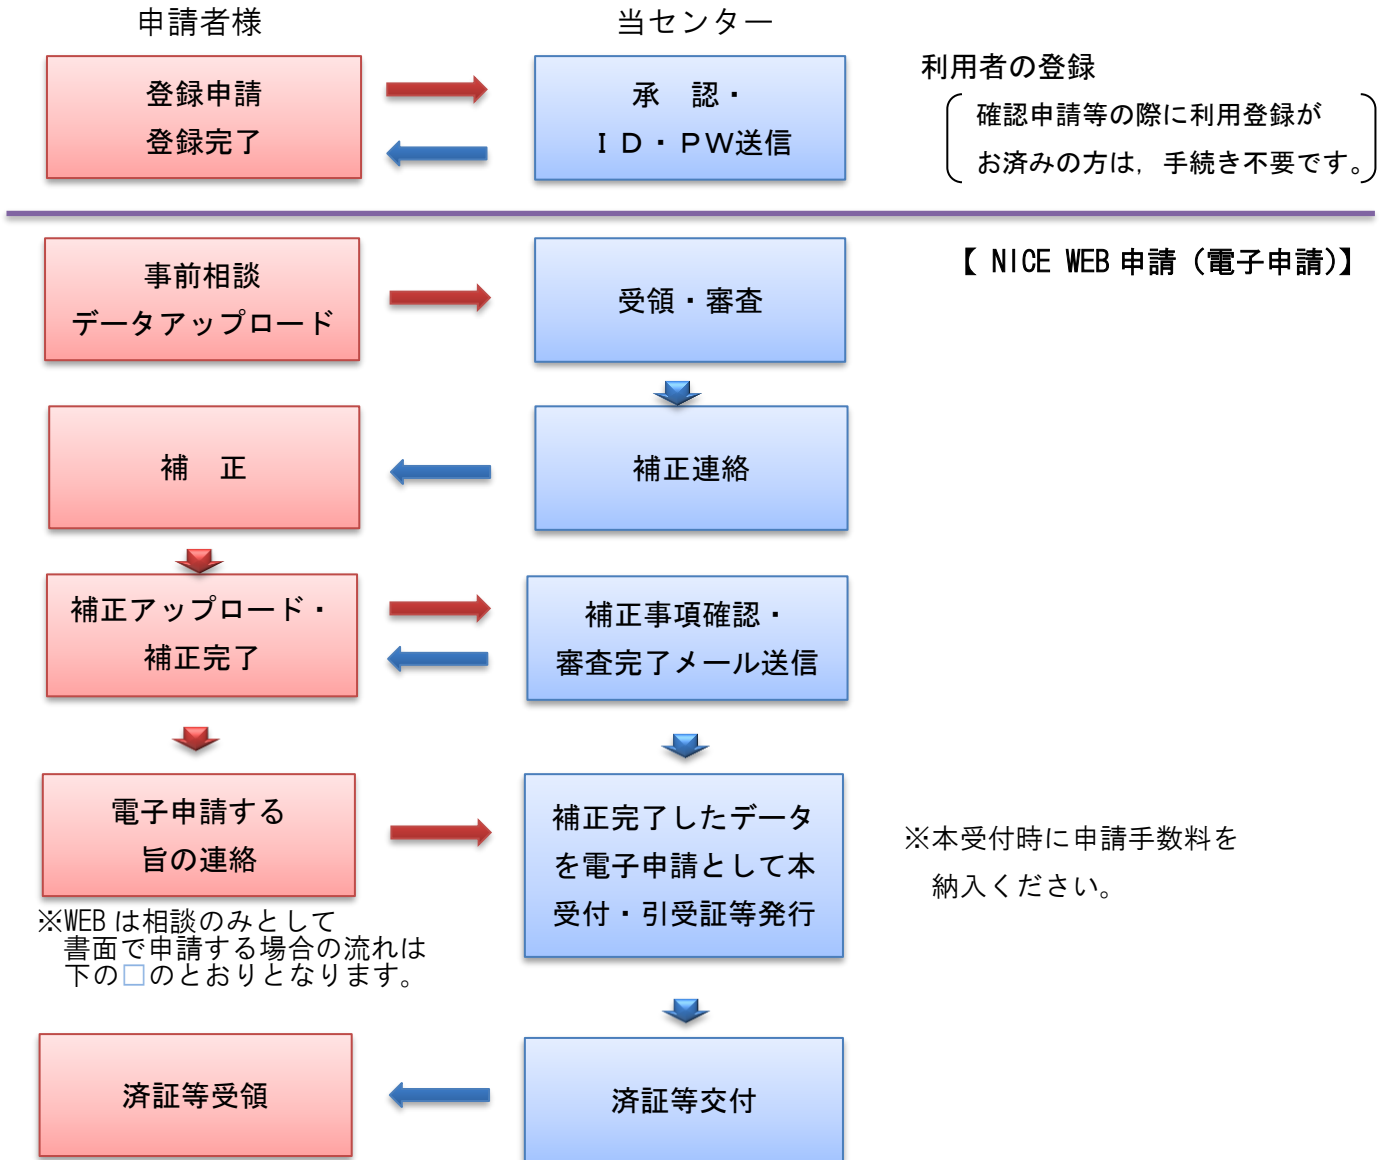 申請者様
当センター
登録申請
登録完了
承　認・
ＩＤ・ＰＷ送信
利用者の登録
確認申請等の際に利用登録が
お済みの方は，手続き不要です。
【 NICE WEB 申請（電子申請）】
事前相談
データアップロード
受領・審査
補　正
補正連絡
補正アップロード・
補正完了
補正事項確認・
審査完了メール送信
電子申請する
旨の連絡
補正完了したデータ
を電子申請として本
受付・引受証等発行
※本受付時に申請手数料を
納入ください。
※WEB は相談のみとして
書面で申請する場合の流れは
下の□のとおりとなります。
済証等受領
済証等交付